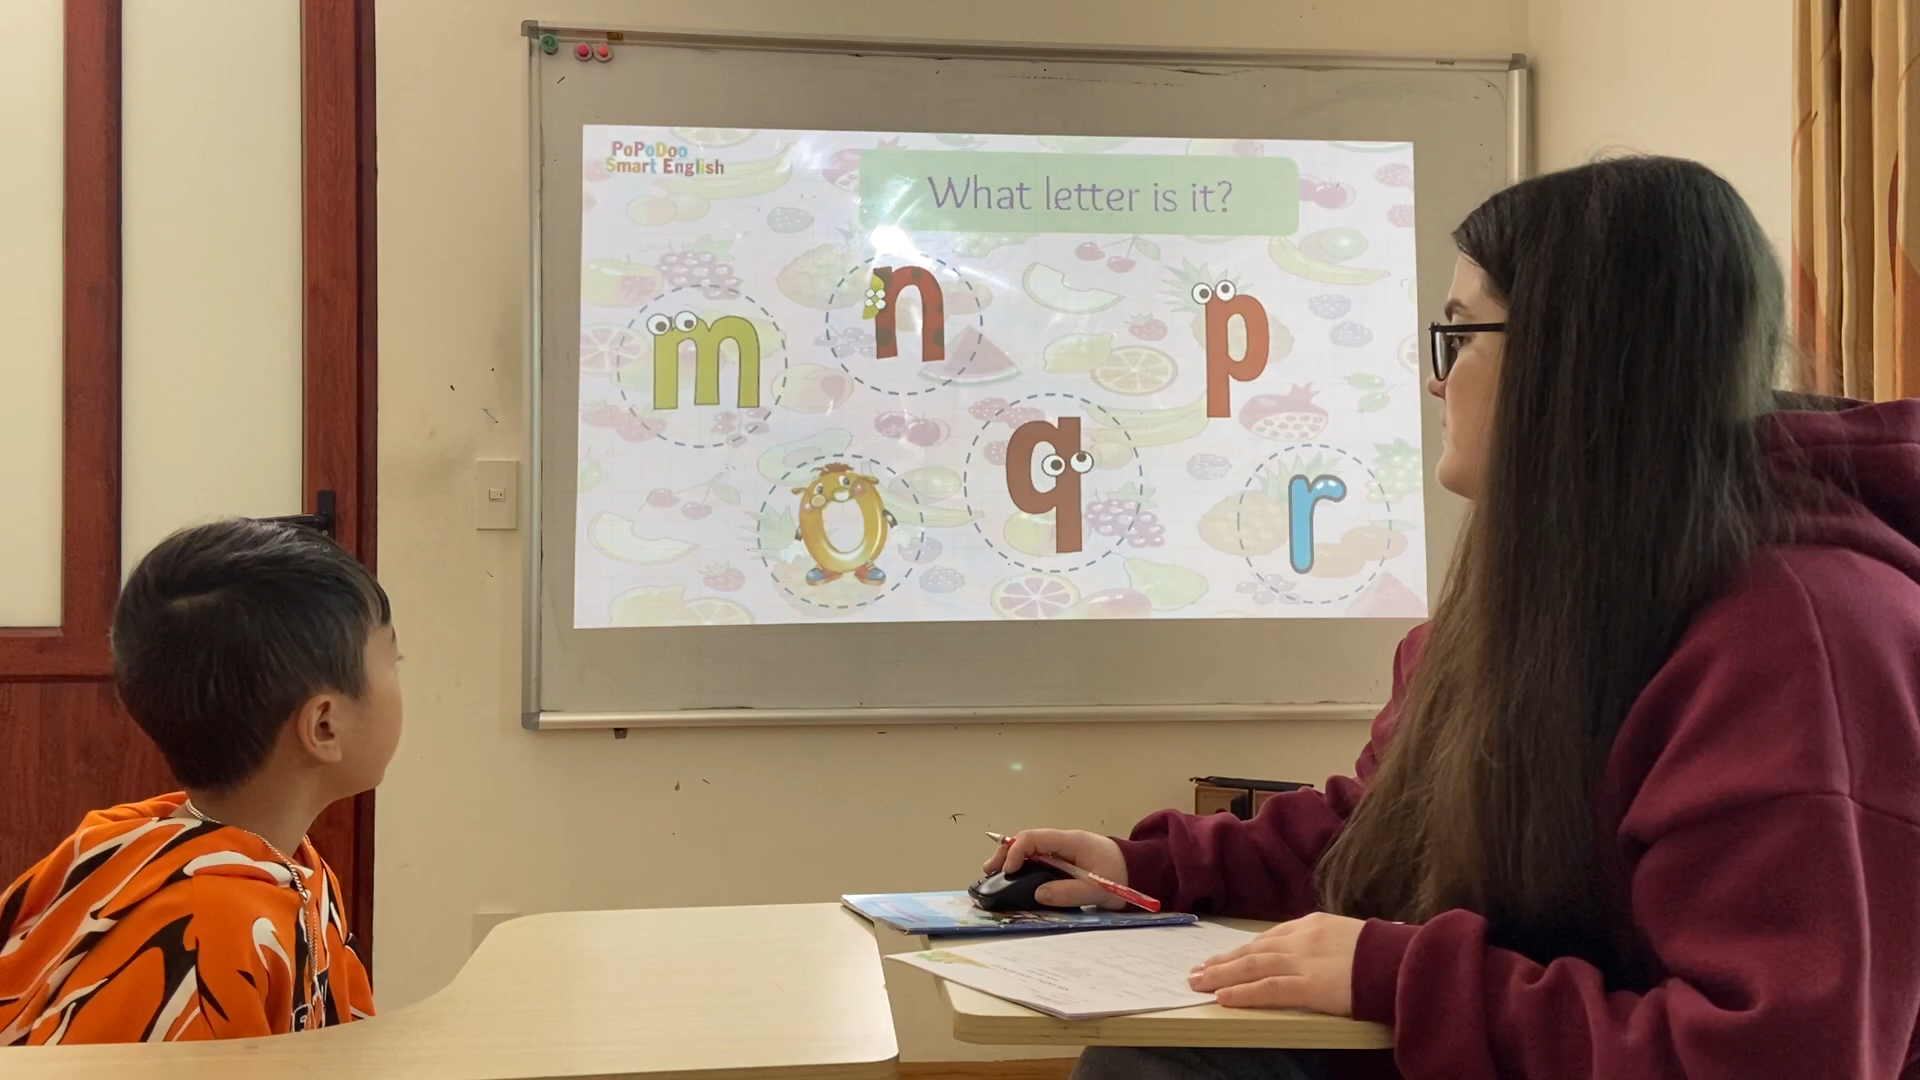 PoPoDoo
Smart English
What letter is it?
m
n
p
o
q
r